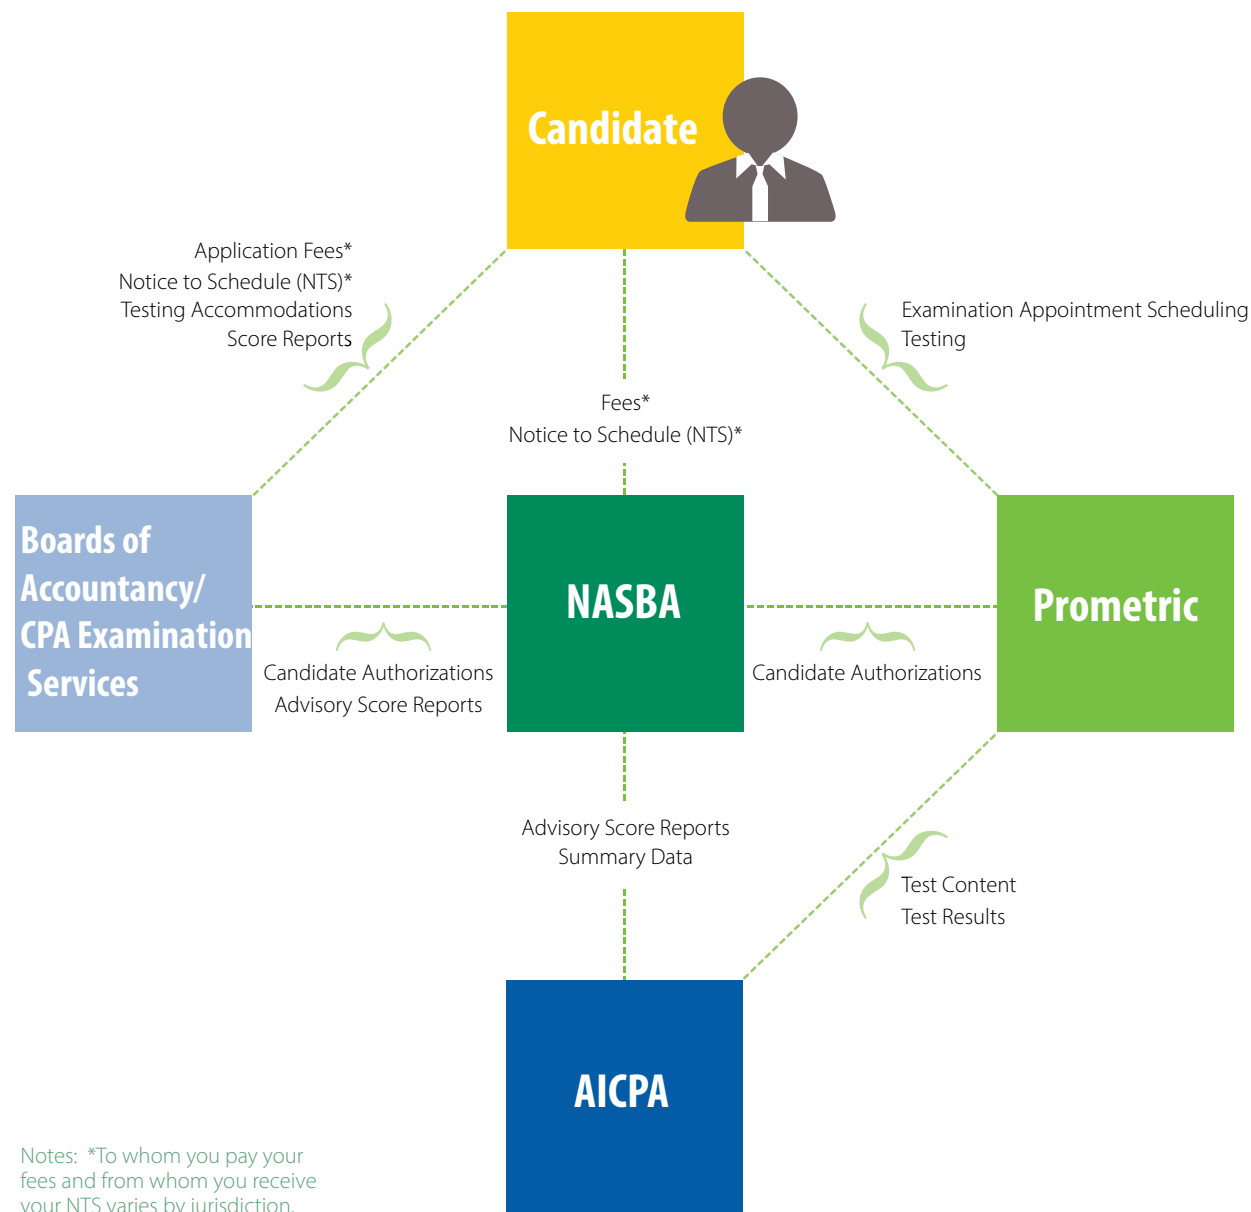 Candidate
Application Fees*
Notice to Schedule (NTS)*
Testing Accommodations
Score Reports
Examination Appointment Scheduling
Testing
Fees*
Notice to Schedule (NTS)*
Boards of
Accountancy/
CPA Examination
Services
NASBA
Prometric
Candidate Authorizations
Advisory Score Reports
Candidate Authorizations
Advisory Score Reports
Summary Data
Test Content
Test Results
AICPA
Notes: *To whom you pay your
fees and from whom you receive
your NTS varies by jurisdiction.